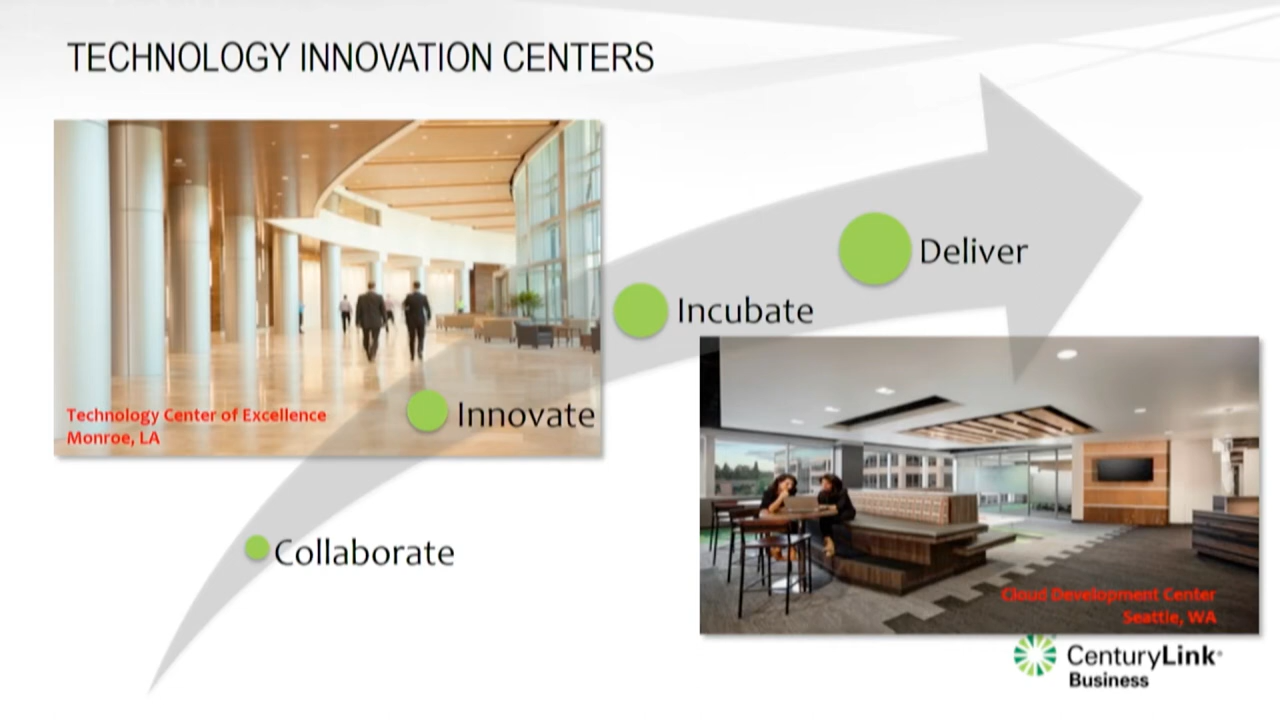 TECHNOLOGY INNOVATION CENTERS
Deliver
Incubate
Technology Center of Excellence
Monroe, LA
Innovate
Collaborate
Cloud Development Center
Seattle, WA
CenturyLink
Business